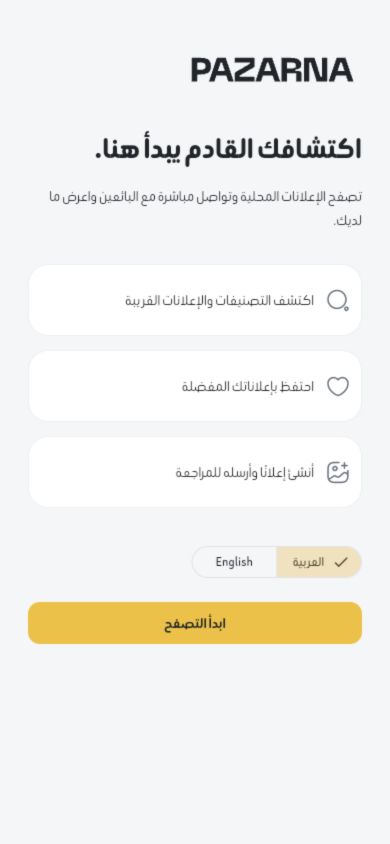 PAZARNA
اكتشافك القادم يبدأ هنا.
تصفح الإعلانات المحلية وتواصل مباشرة مع البائعين واعرض ما
لديك.
اكتشف التصنيفات والإعلانات القريبة
احتفظ بإعلاناتك المفضلة
أنشئ إعلانًا وأرسله للمراجعة
العربية English
ابدأ التصفح